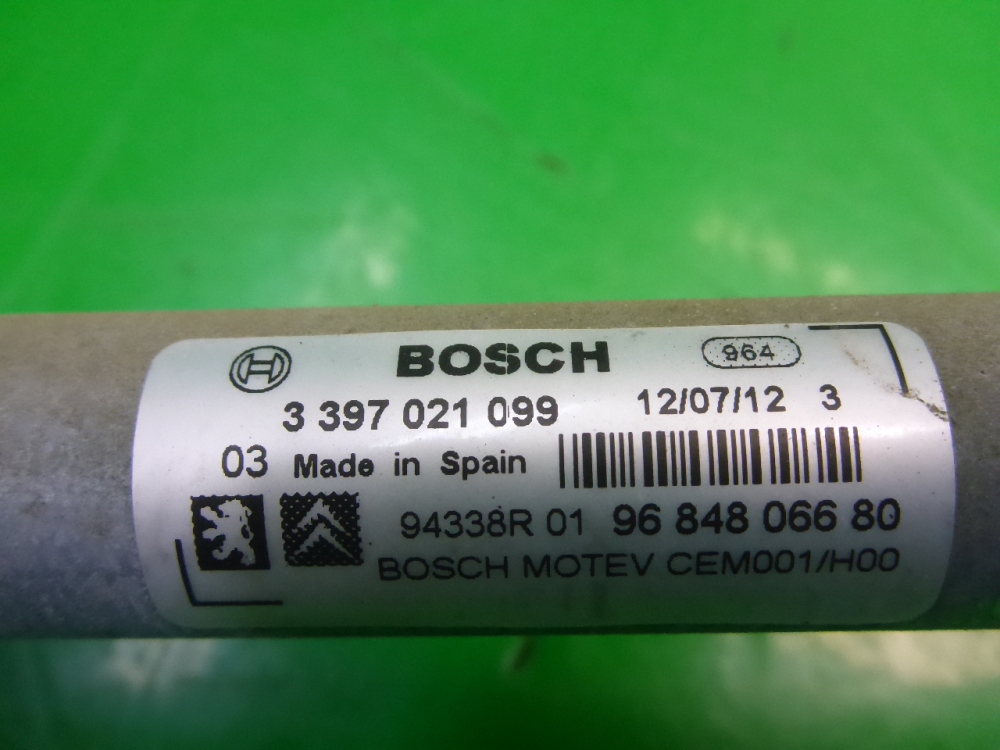 BOSCH 964
3 397 021 099 12/07/12 3
03 Made in Spain
94338R 01 96 848 066 80
BOSCH MOTEV CEM001/H00